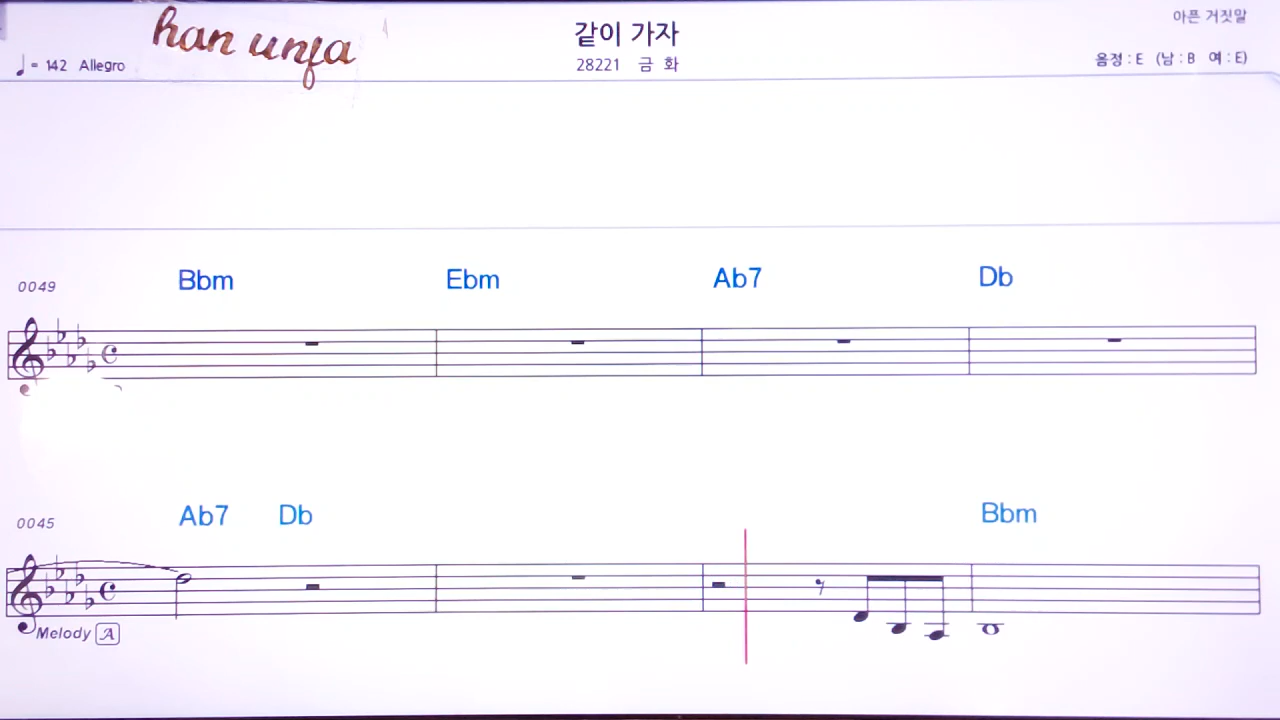 han unfa
같이 가자
아픈 거짓말
♩= 142 Allegro
28221 금 화
음정 : E (남 : B 여 : E)
0049 Bbm Ebm Ab7 Db
0045 Ab7 Db Bbm
Melody A